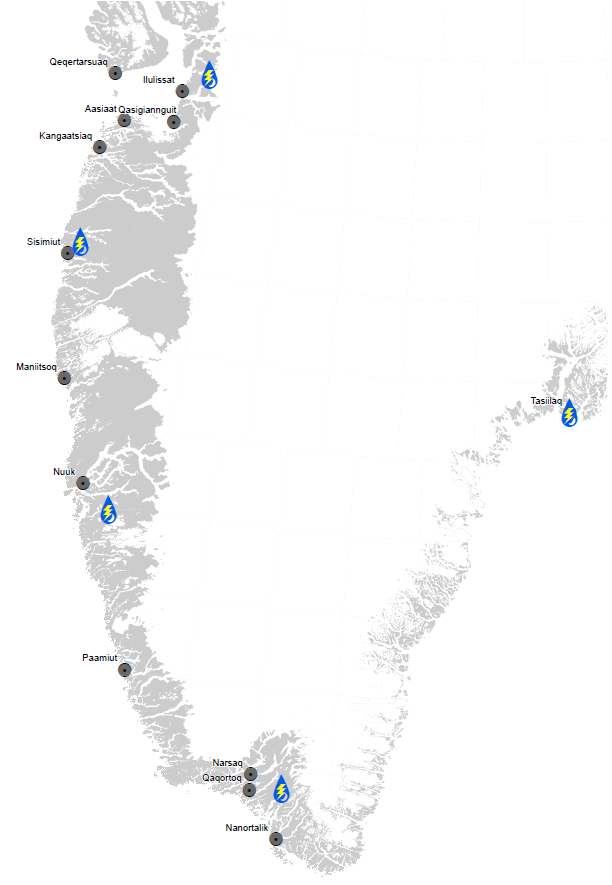 Qeqertarsuaq
Ilulissat
Aasiaat Qasigiannguit
Kangaatsiaq
Sisimiut
Maniitsoq
Tasiilaq
Nuuk
Paamiut
Narsaq
Qaqortoq
Nanortalik